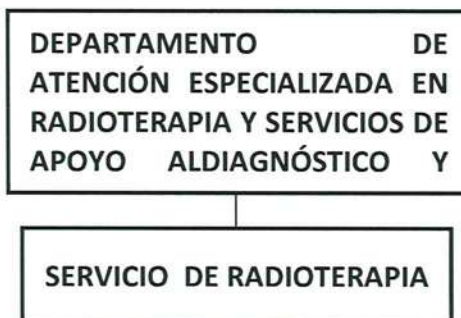 DEPARTAMENTO DE
ATENCIÓN ESPECIALIZADA EN
RADIOTERAPIA Y SERVICIOS DE
APOYO ALDIAGNÓSTICO Y
SERVICIO DE RADIOTERAPIA